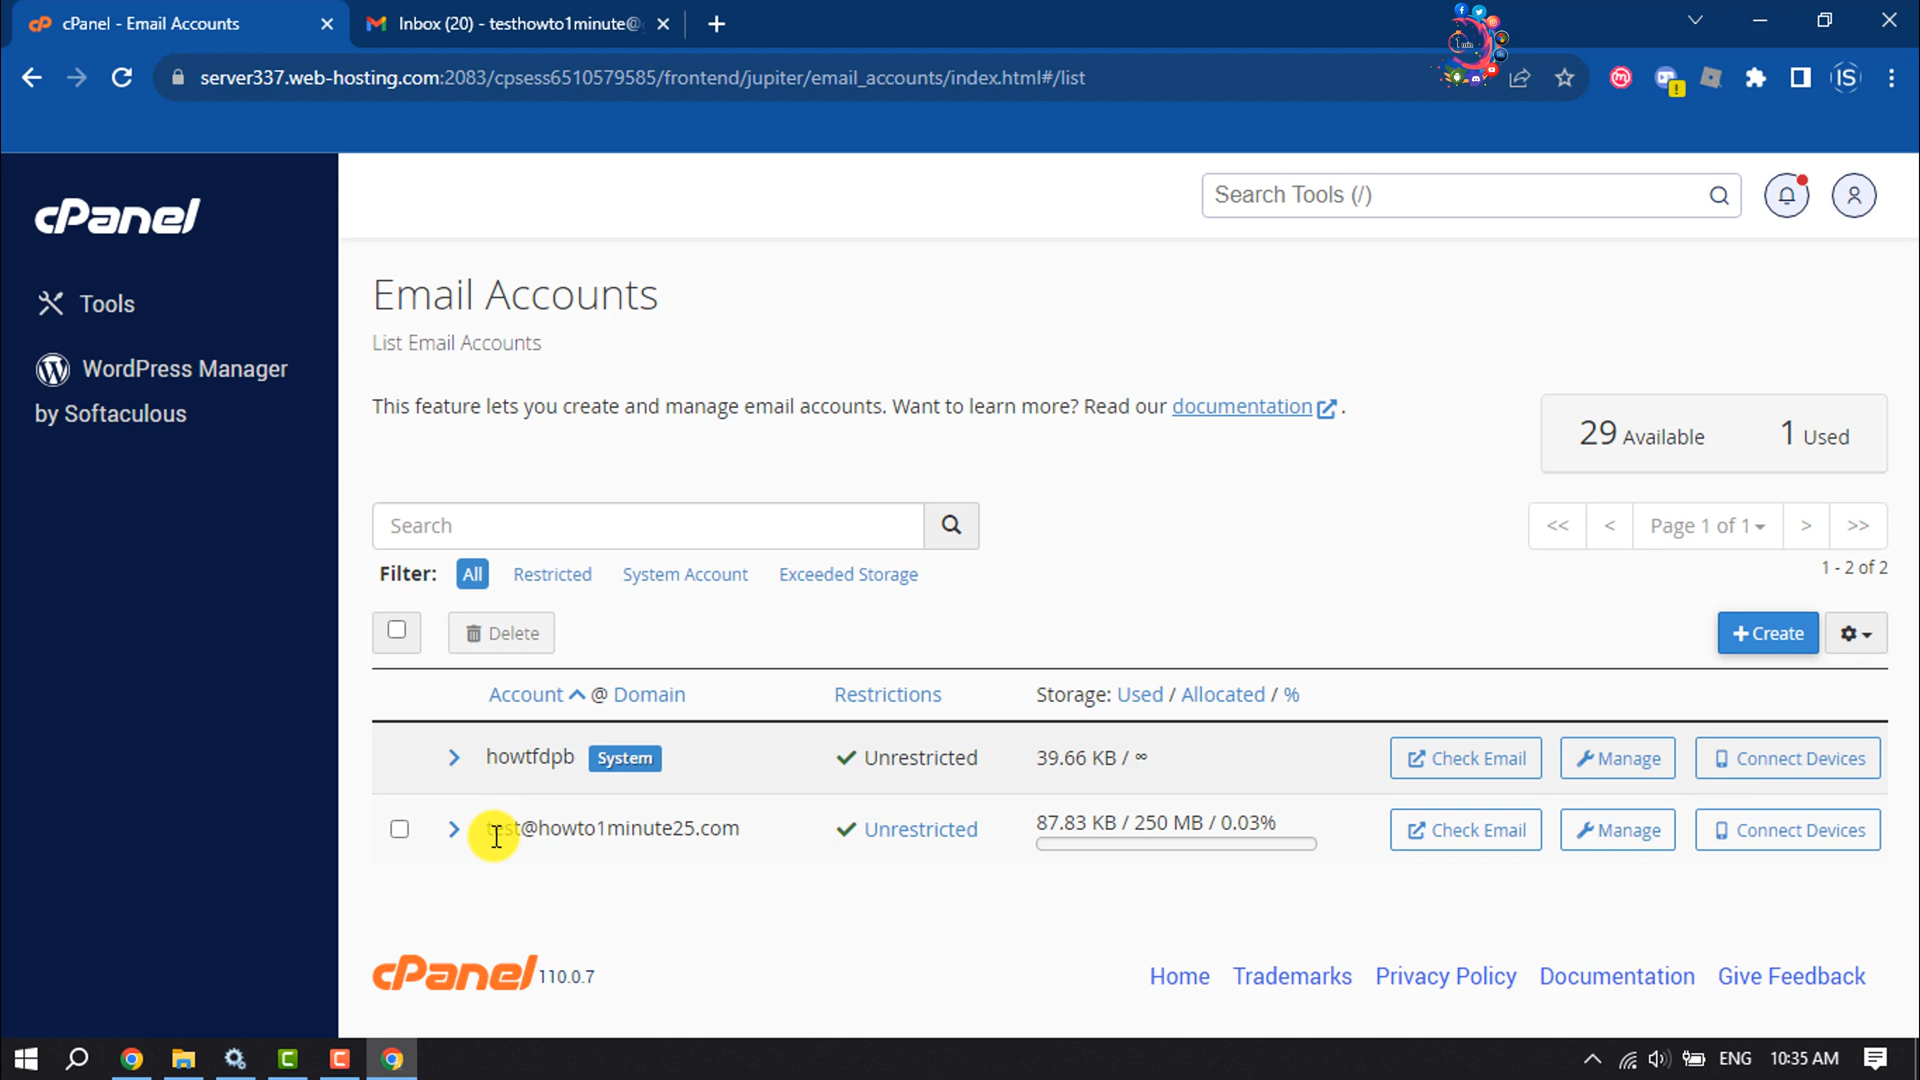 cPanel - Email Accounts
Inbox (20) - testhowto1minute@
server337.web-hosting.com:2083/cpsess6510579585/frontend/jupiter/email_accounts/index.html#/list
IS
cPanel
Search Tools (/)
Tools
WordPress Manager
by Softaculous
Email Accounts
List Email Accounts
This feature lets you create and manage email accounts. Want to learn more? Read our documentation .
29 Available 1 Used
Search
<< < Page 1 of 1 > >>
1 - 2 of 2
Filter: All Restricted System Account Exceeded Storage
Delete
+ Create
Account @ Domain Restrictions Storage: Used / Allocated / %
howtfdpb System Unrestricted 39.66 KB / ∞ Check Email Manage Connect Devices
test@howto1minute25.com Unrestricted 87.83 KB / 250 MB / 0.03% Check Email Manage Connect Devices
cPanel 110.0.7
Home Trademarks Privacy Policy Documentation Give Feedback
ENG 10:35 AM